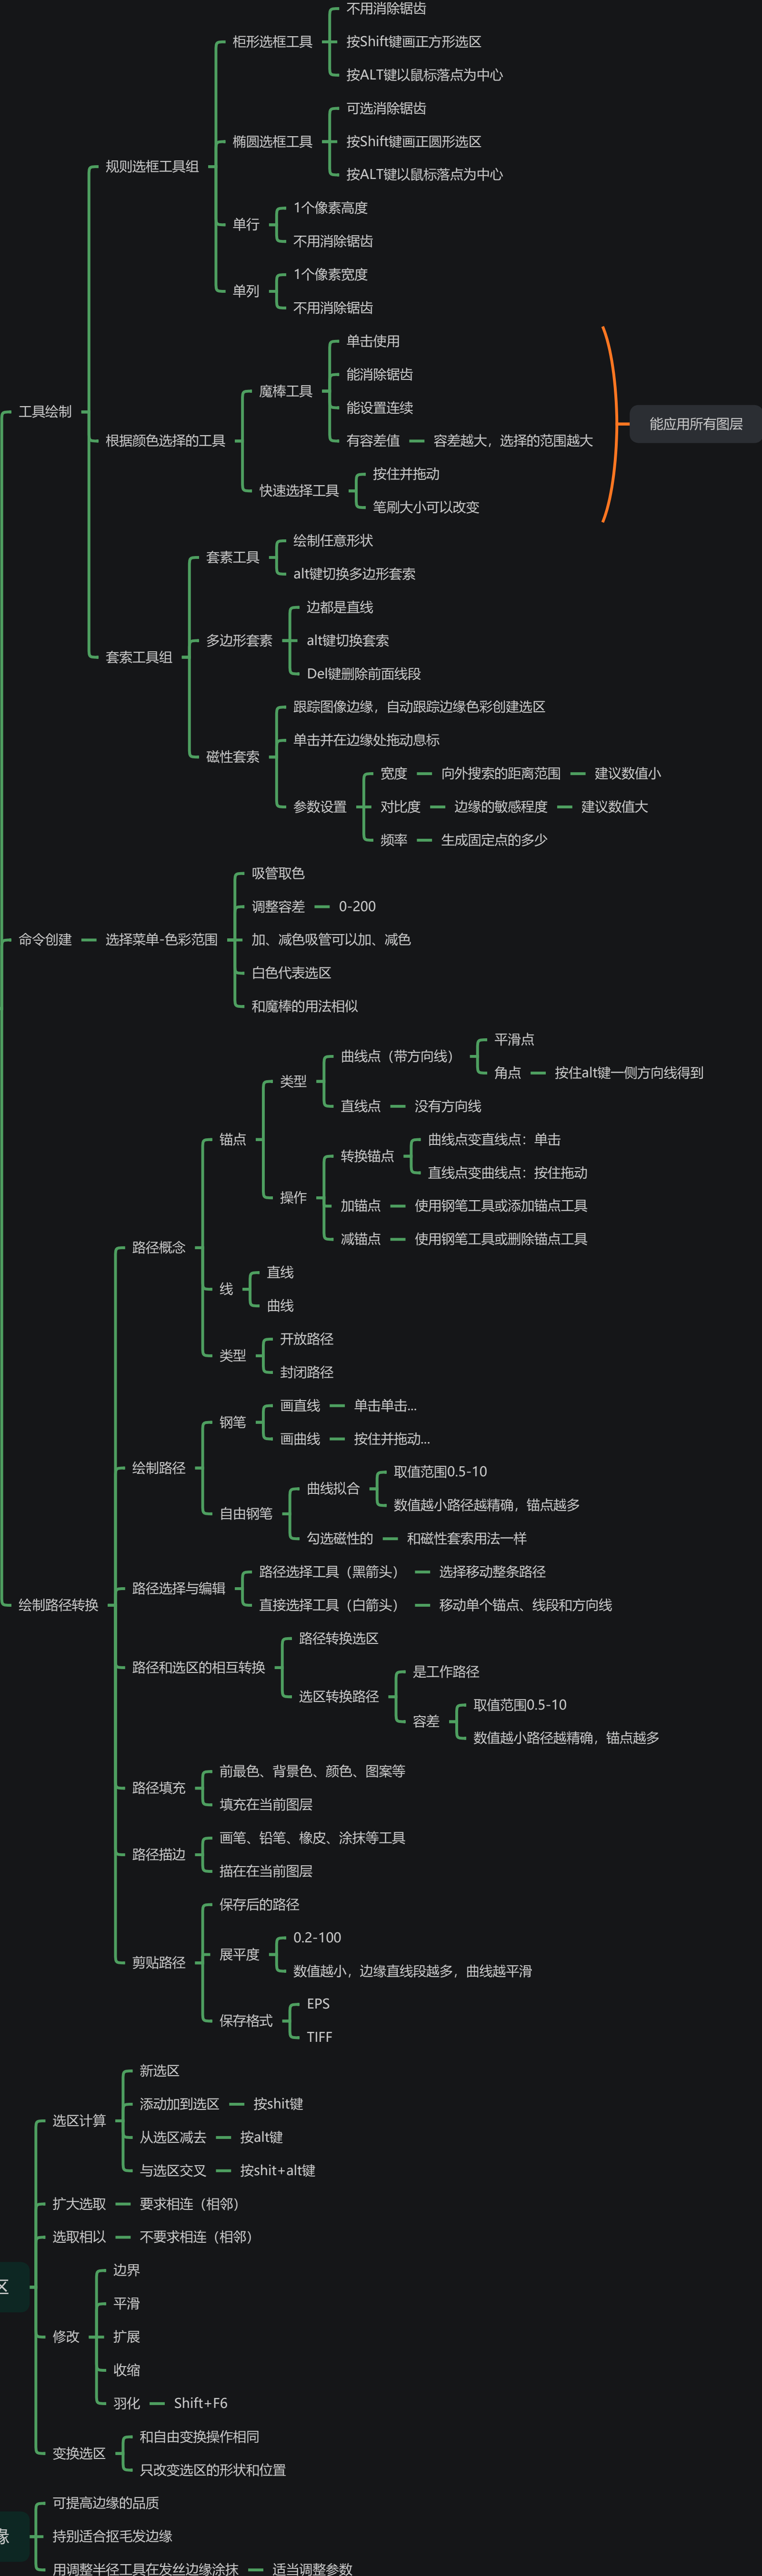 不用消除锯齿
柜形选框工具
按Shift键画正方形选区
按ALT键以鼠标落点为中心
可选消除锯齿
椭圆选框工具
按Shift键画正圆形选区
规则选框工具组
按ALT键以鼠标落点为中心
1个像素高度
单行
不用消除锯齿
1个像素宽度
单列
不用消除锯齿
单击使用
能消除锯齿
魔棒工具
能设置连续
工具绘制
能应用所有图层
根据颜色选择的工具
有容差值
容差越大，选择的范围越大
按住并拖动
快速选择工具
笔刷大小可以改变
绘制任意形状
套素工具
alt键切换多边形套索
边都是直线
多边形套素
alt键切换套索
套索工具组
Del键删除前面线段
跟踪图像边缘，自动跟踪边缘色彩创建选区
单击并在边缘处拖动息标
磁性套索
宽度
向外搜索的距离范围
建议数值小
参数设置
对比度
边缘的敏感程度
建议数值大
频率
生成固定点的多少
吸管取色
调整容差
0-200
命令创建
选择菜单-色彩范围
加、减色吸管可以加、减色
白色代表选区
和魔棒的用法相似
平滑点
曲线点（带方向线）
角点
按住alt键一侧方向线得到
类型
直线点
没有方向线
锚点
曲线点变直线点：单击
转换锚点
直线点变曲线点：按住拖动
操作
加锚点
使用钢笔工具或添加锚点工具
减锚点
使用钢笔工具或删除锚点工具
路径概念
直线
线
曲线
开放路径
类型
封闭路径
画直线
单击单击...
钢笔
画曲线
按住并拖动...
绘制路径
取值范围0.5-10
曲线拟合
数值越小路径越精确，锚点越多
自由钢笔
勾选磁性的
和磁性套索用法一样
路径选择工具（黑箭头）
选择移动整条路径
路径选择与编辑
直接选择工具（白箭头）
移动单个锚点、线段和方向线
绘制路径转换
路径转换选区
路径和选区的相互转换
是工作路径
选区转换路径
取值范围0.5-10
容差
数值越小路径越精确，锚点越多
前最色、背景色、颜色、图案等
路径填充
填充在当前图层
画笔、铅笔、橡皮、涂抹等工具
路径描边
描在在当前图层
保存后的路径
0.2-100
剪贴路径
展平度
数值越小，边缘直线段越多，曲线越平滑
EPS
保存格式
TIFF
新选区
添动加到选区
按shit键
选区计算
从选区减去
按alt键
与选区交叉
按shit+alt键
扩大选取
要求相连（相邻）
选取相以
不要求相连（相邻）
边界
区
平滑
修改
扩展
收缩
羽化
Shift+F6
和自由变换操作相同
变换选区
只改变选区的形状和位置
可提高边缘的品质
缘
持别适合抠毛发边缘
用调整半径工具在发丝边缘涂抹
适当调整参数